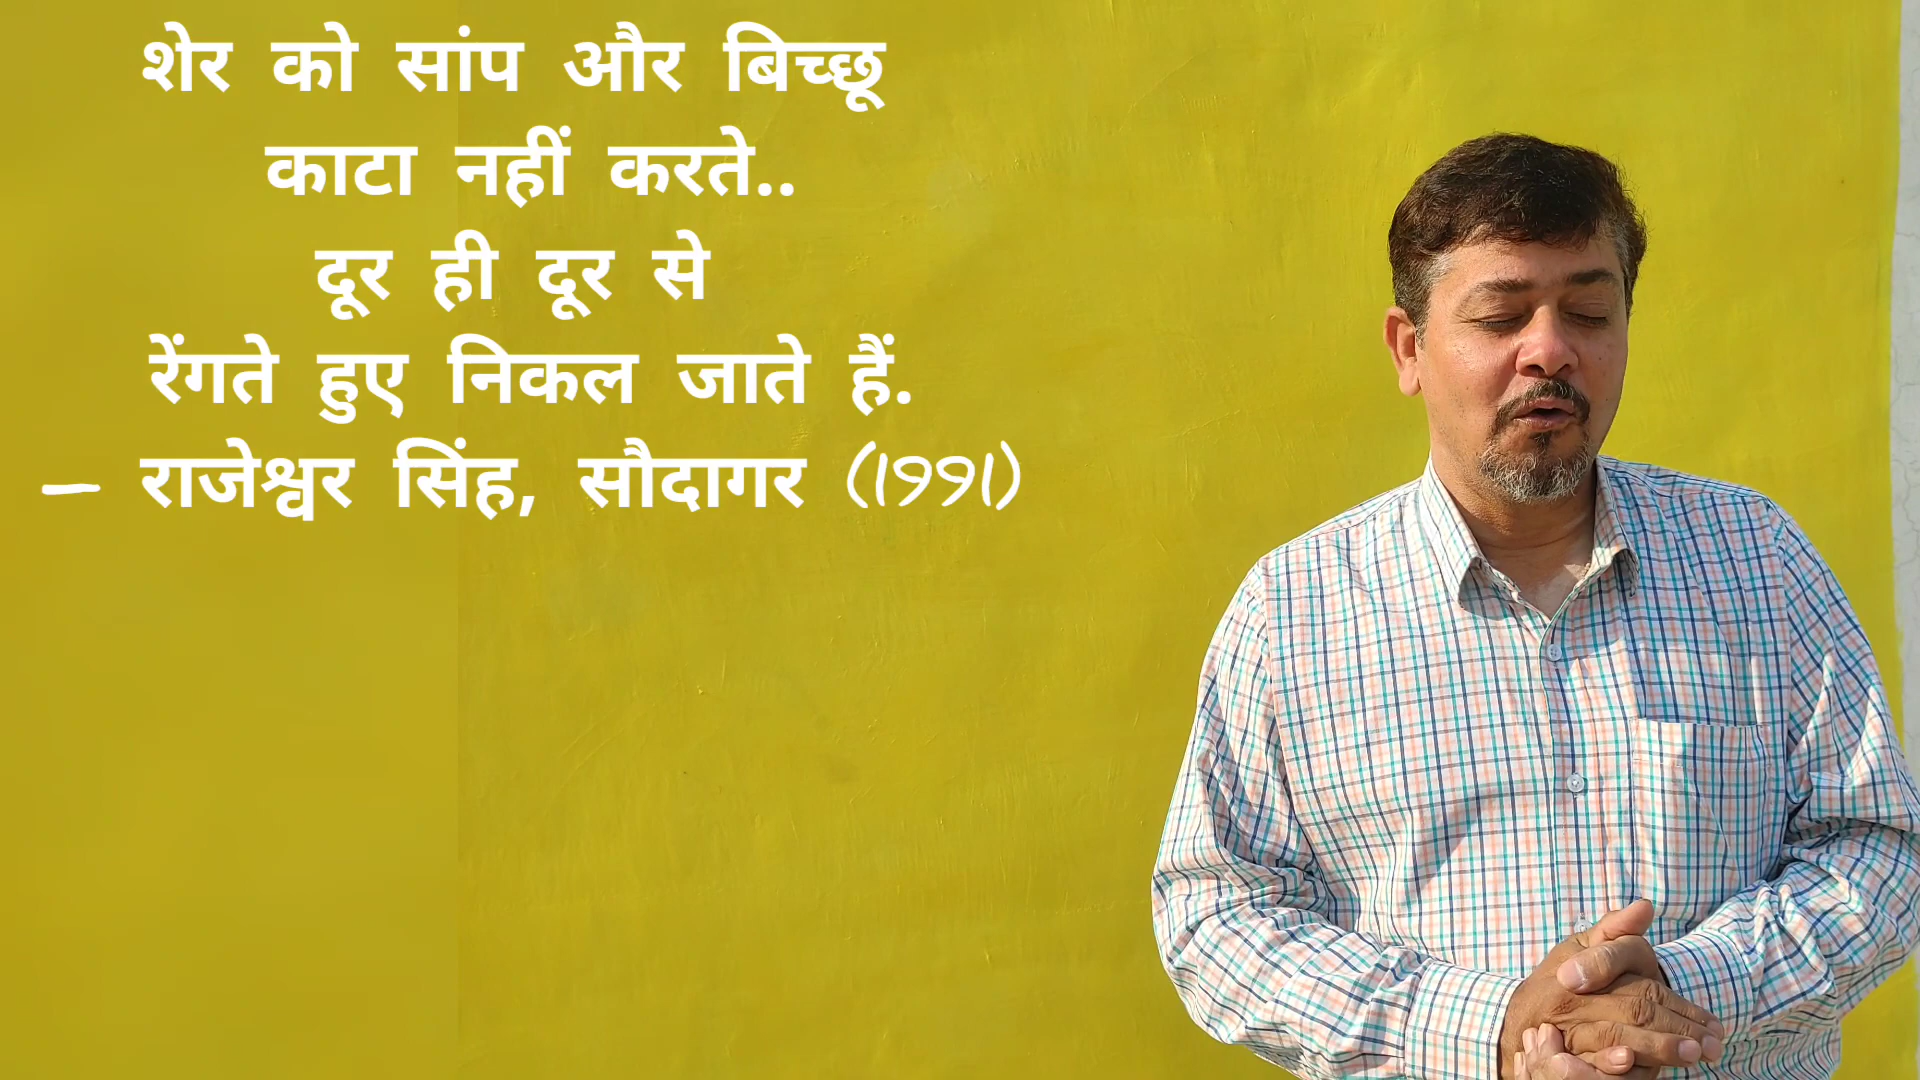 शेर को सांप और बिच्छू
काटा नहीं करते..
दूर ही दूर से
रेंगते हुए निकल जाते हैं.
– राजेश्वर सिंह, सौदागर (1991)